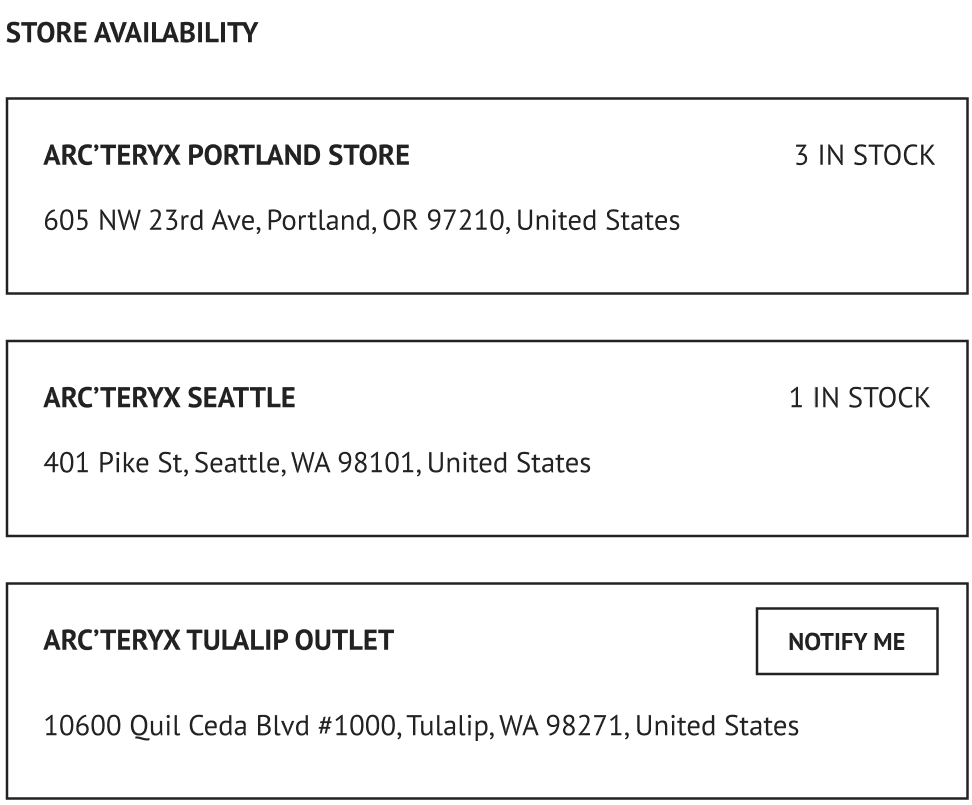 STORE AVAILABILITY
ARC’TERYX PORTLAND STORE 3 IN STOCK
605 NW 23rd Ave, Portland, OR 97210, United States
ARC’TERYX SEATTLE 1 IN STOCK
401 Pike St, Seattle, WA 98101, United States
ARC’TERYX TULALIP OUTLET NOTIFY ME
10600 Quil Ceda Blvd #1000, Tulalip, WA 98271, United States